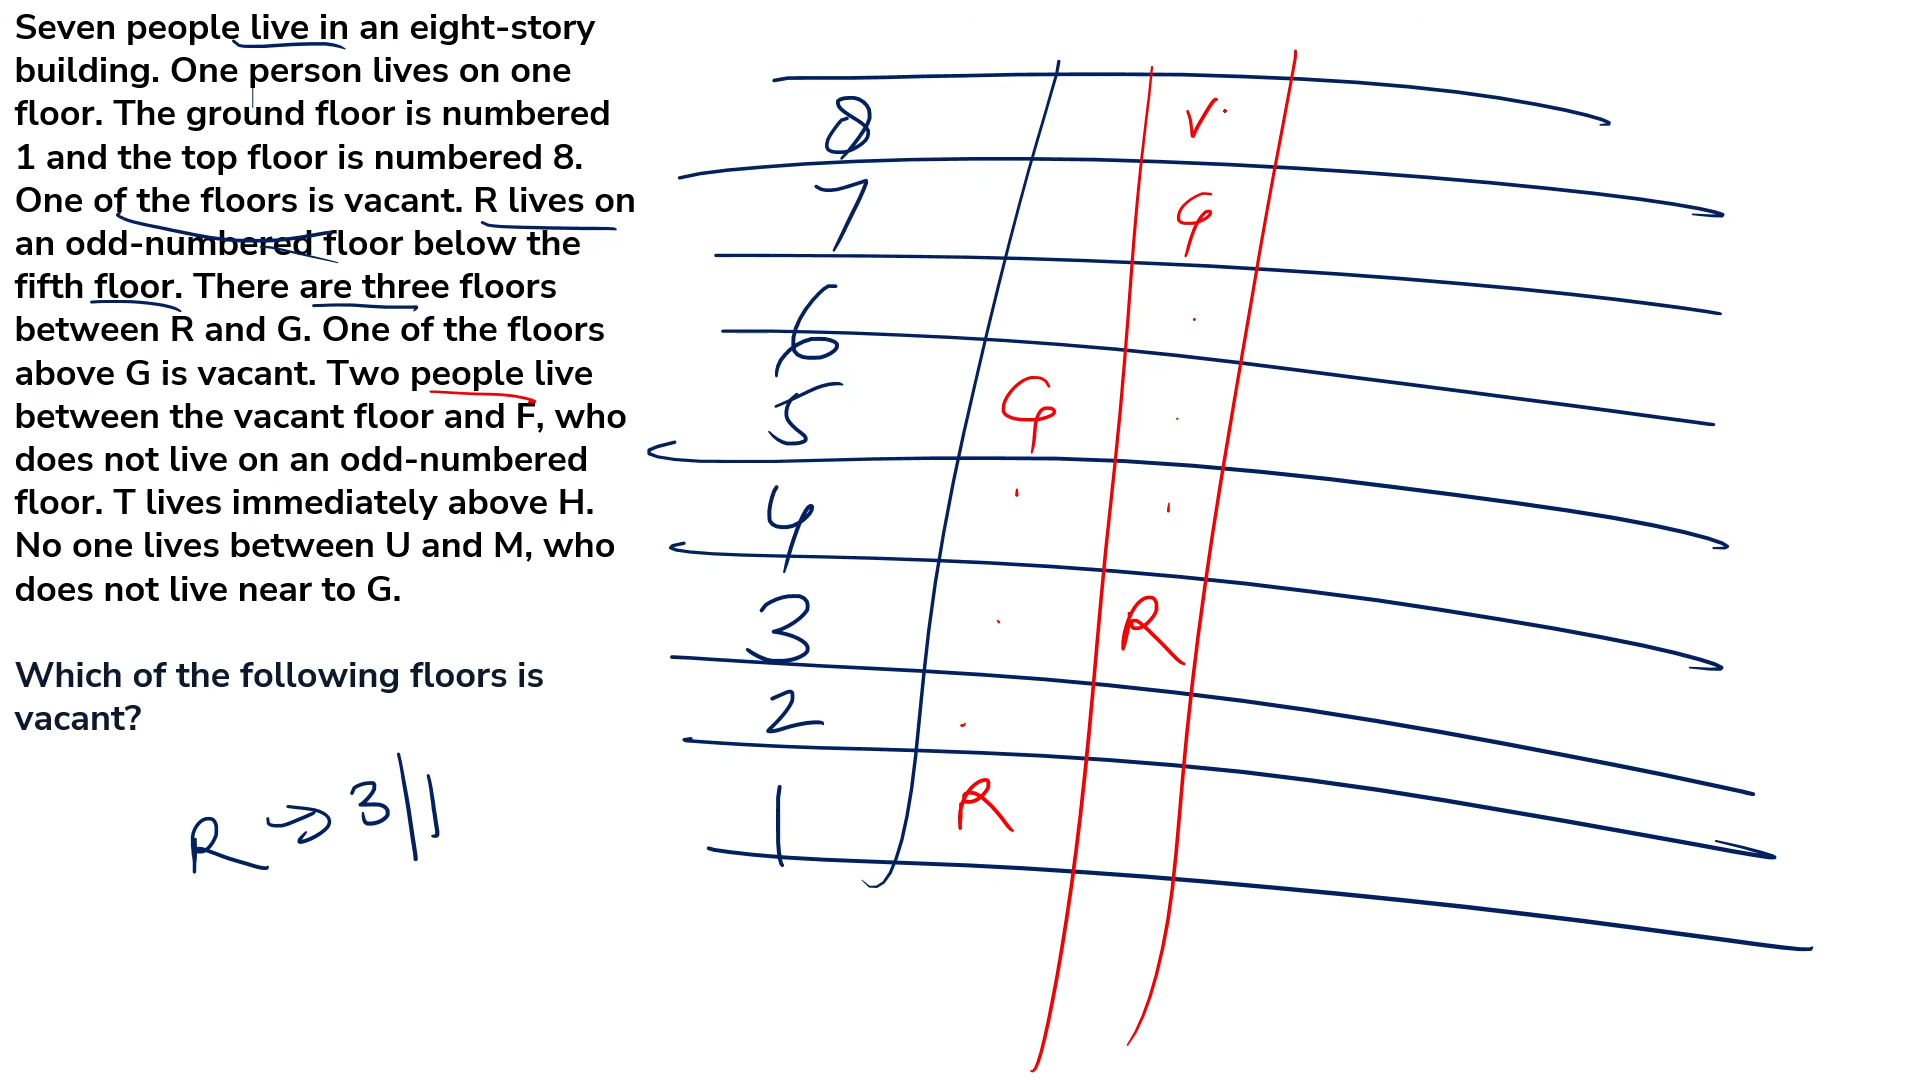 Seven people live in an eight-story
building. One person lives on one
floor. The ground floor is numbered
1 and the top floor is numbered 8.
One of the floors is vacant. R lives on
an odd-numbered floor below the
fifth floor. There are three floors
between R and G. One of the floors
above G is vacant. Two people live
between the vacant floor and F, who
does not live on an odd-numbered
floor. T lives immediately above H.
No one lives between U and M, who
does not live near to G.
Which of the following floors is
vacant?
R → 3 | 1
8 V
7 G
6
5 G
4
3 R
2
1 R